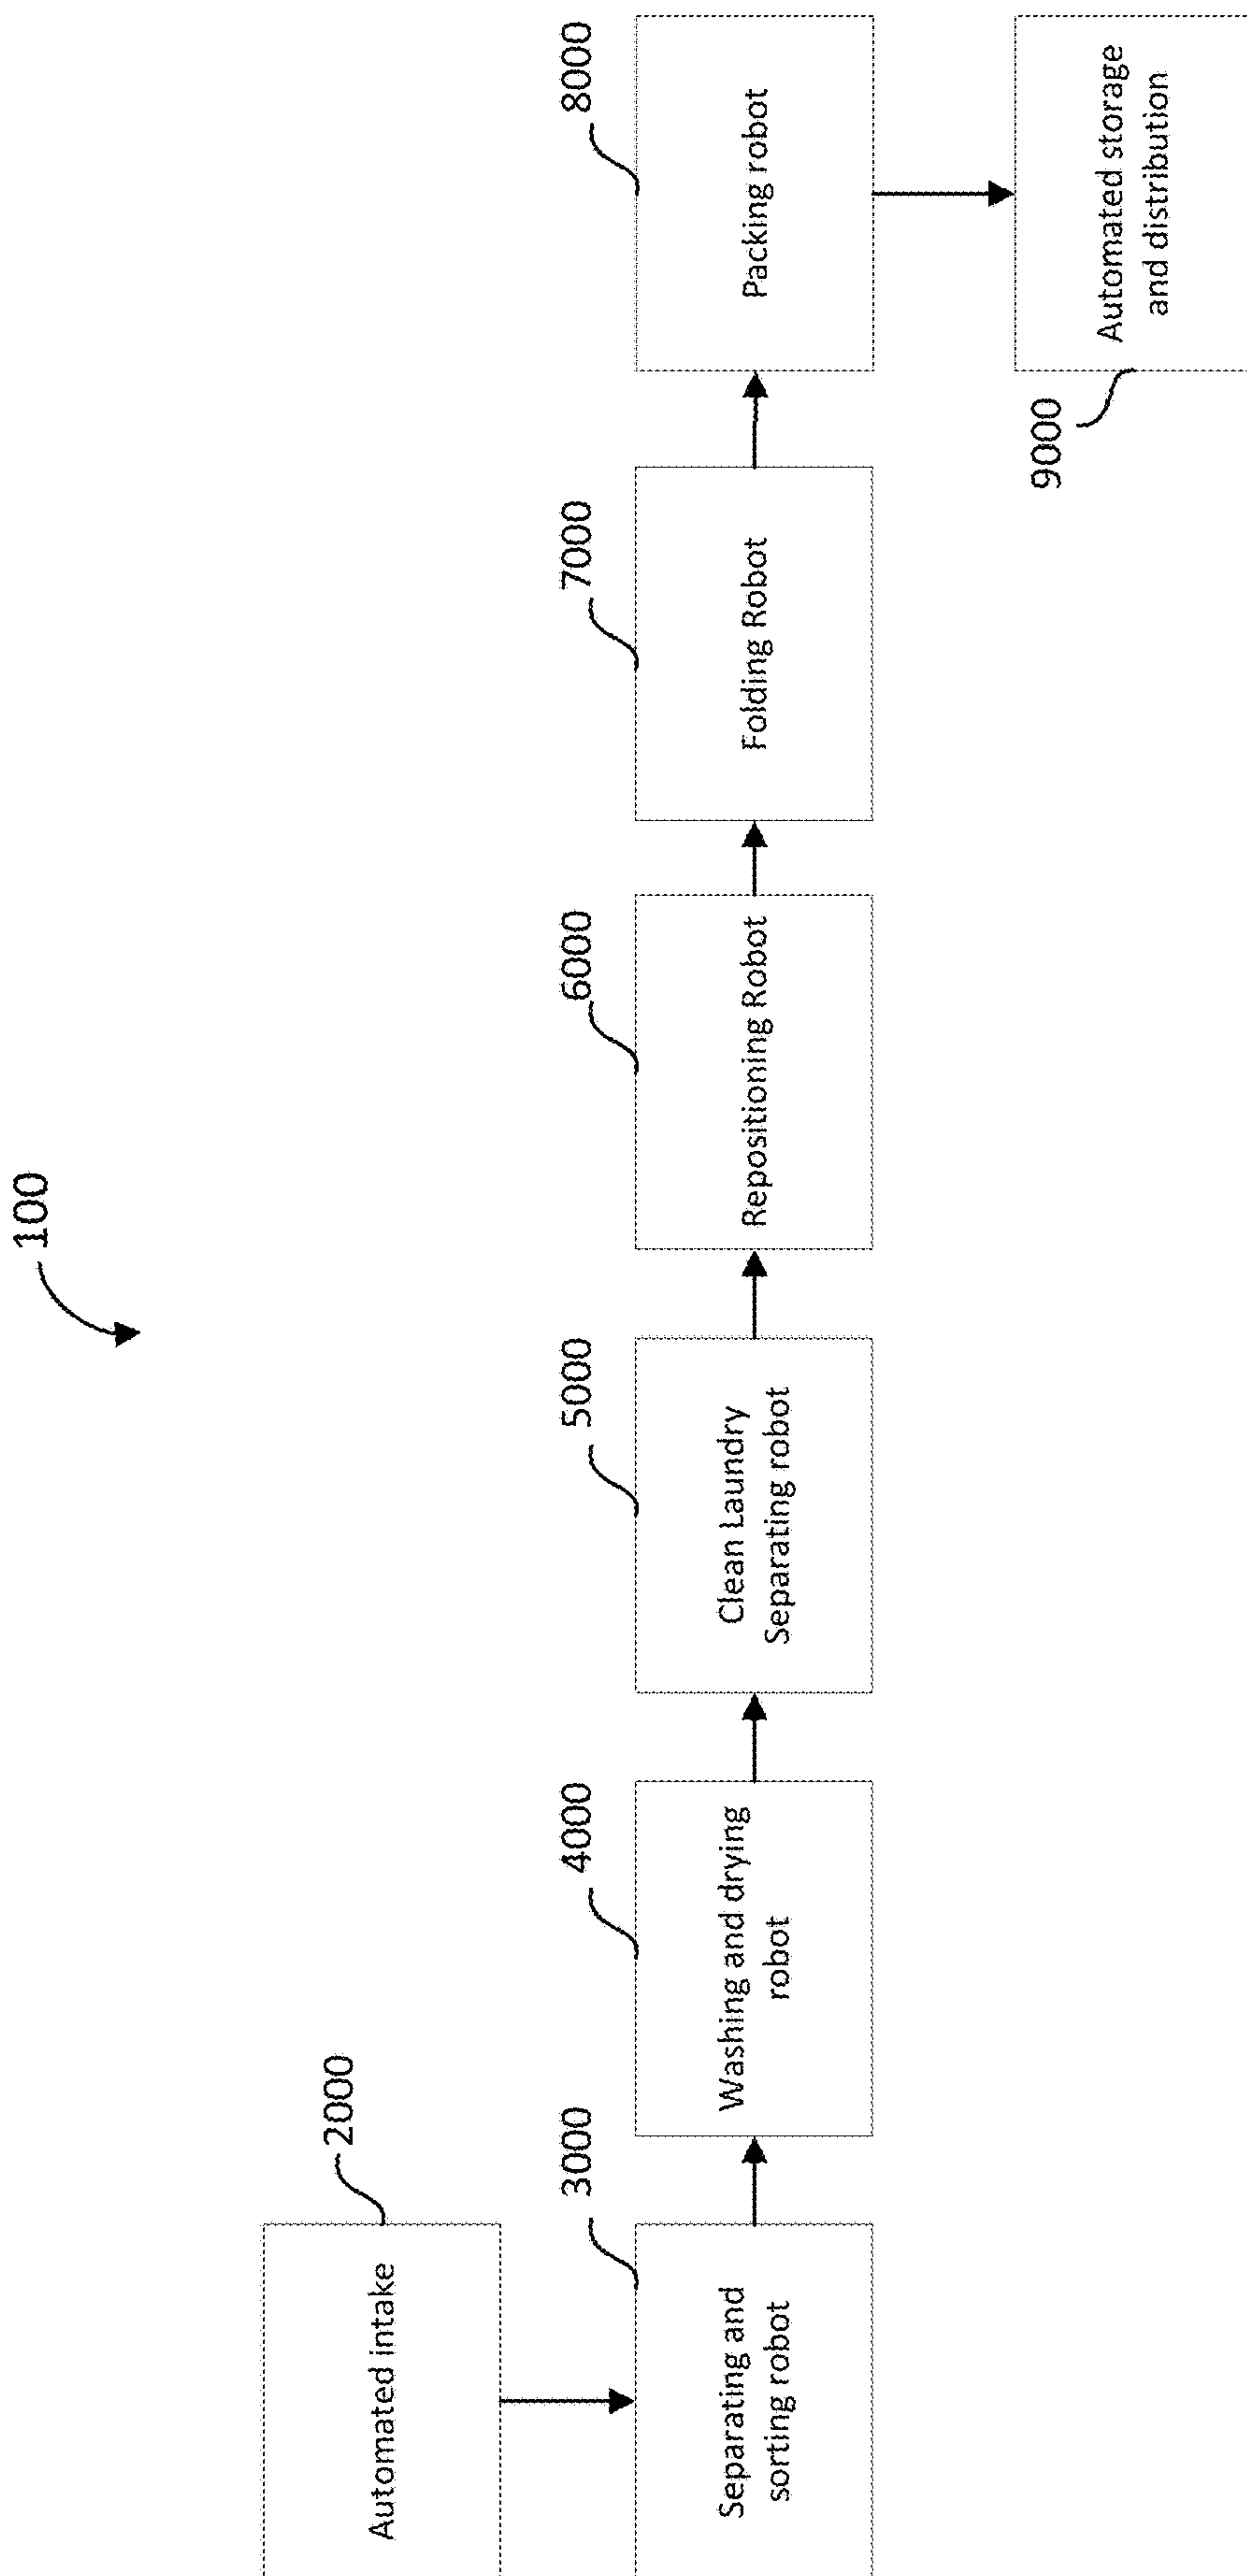 100
2000
Automated intake
3000
Separating and
sorting robot
4000
Washing and drying
robot
5000
Clean Laundry
Separating robot
6000
Repositioning Robot
7000
Folding Robot
8000
Packing robot
9000
Automated storage
and distribution